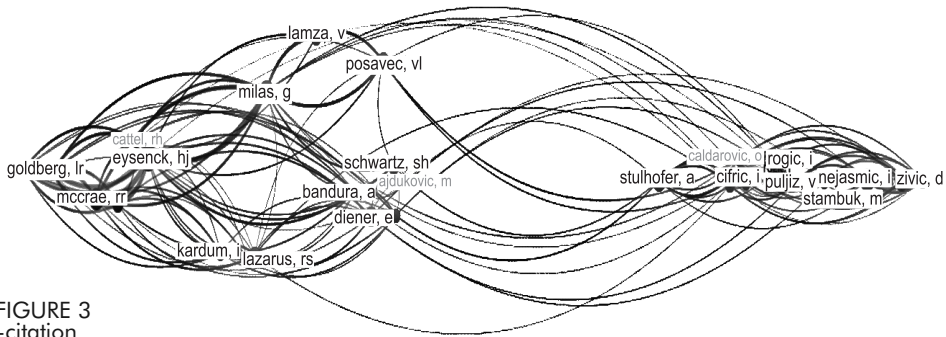 lamza, v
posavec, vl
milas, g
cattel, rh
eysenck, hj
goldberg, lr
mccrae, rr
schwartz, sh
ajdukovic, m
bandura, a
diener, e
kardum, i
lazarus, rs
caldarovic, o
rogic, i
stulhofer, a
cifric, i
puljiz, v
nejasmic, i
zivic, d
stambuk, m
FIGURE 3
-citation